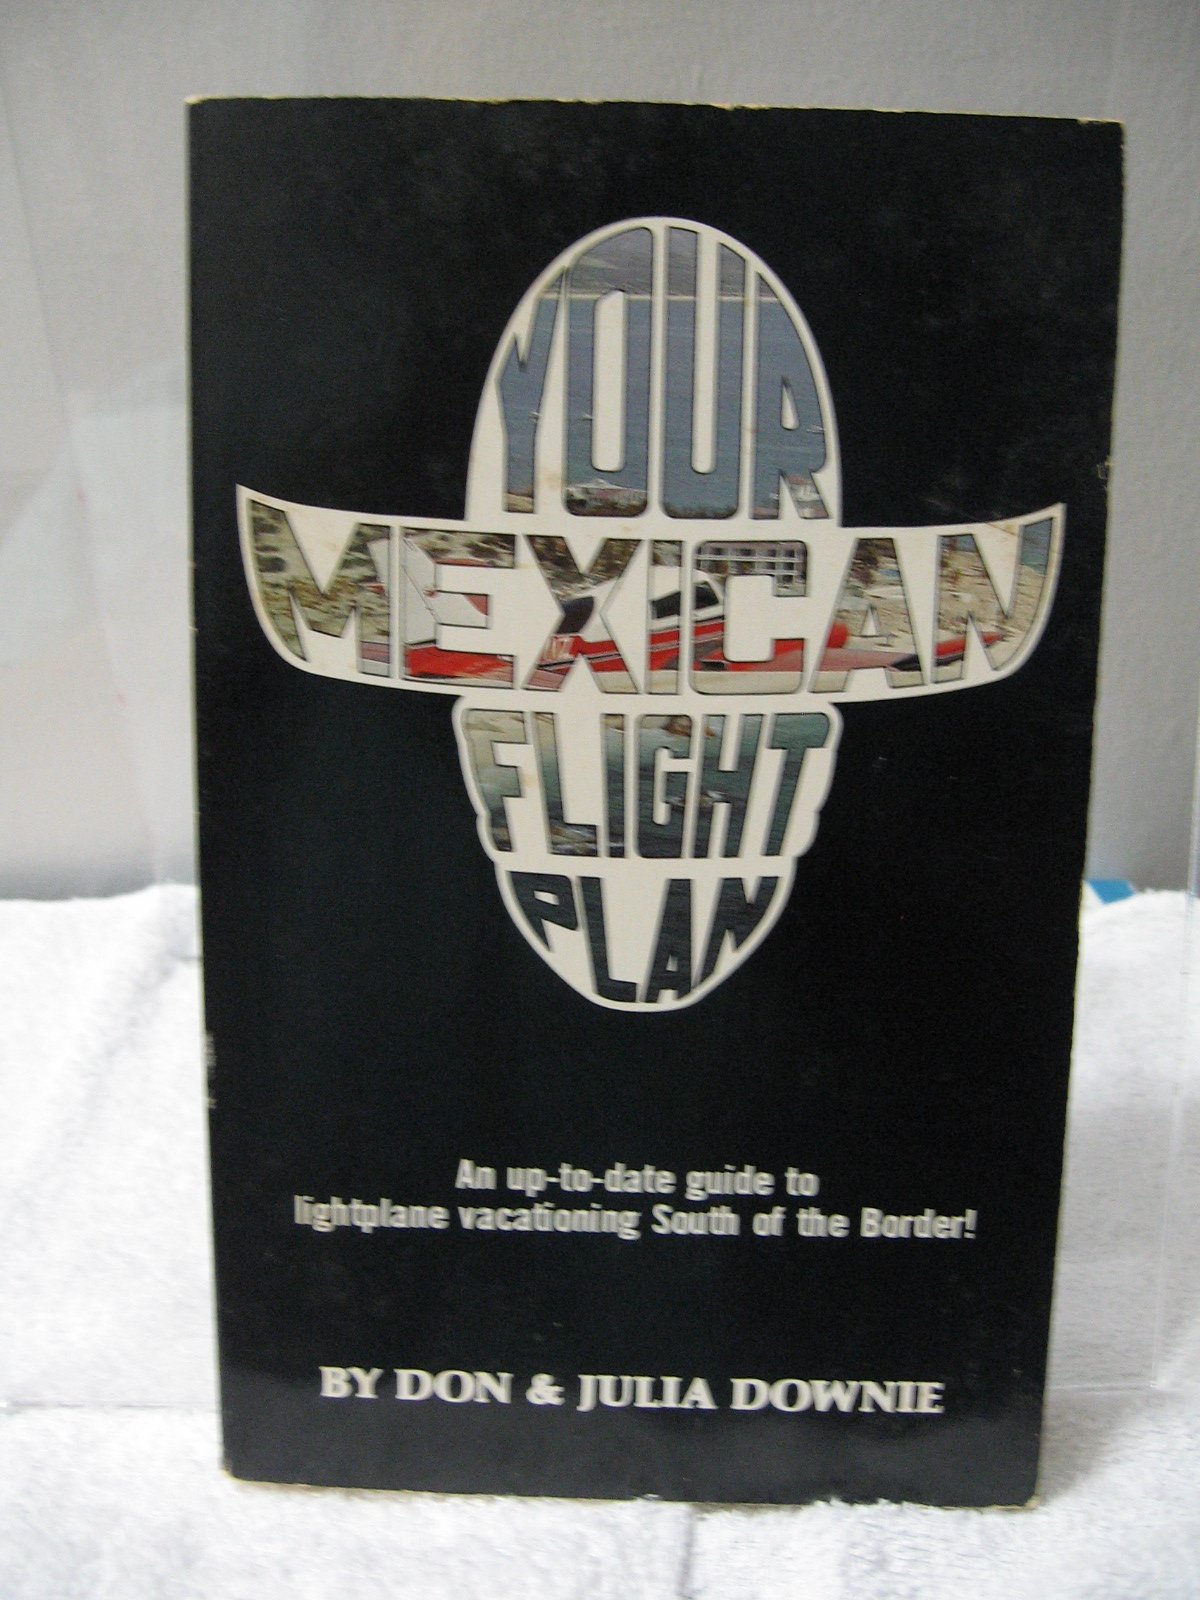 YOUR
MEXICAN
FLIGHT
PLAN
An up-to-date guide to
lightplane vacationing South of the Border!
BY DON & JULIA DOWNIE